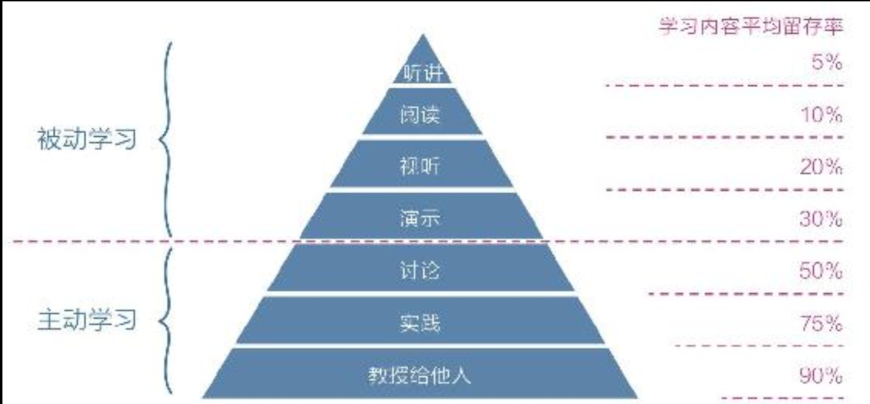 学习内容平均留存率
听讲
5%
阅读
10%
被动学习
视听
20%
演示
30%
讨论
50%
主动学习
实践
75%
教授给他人
90%